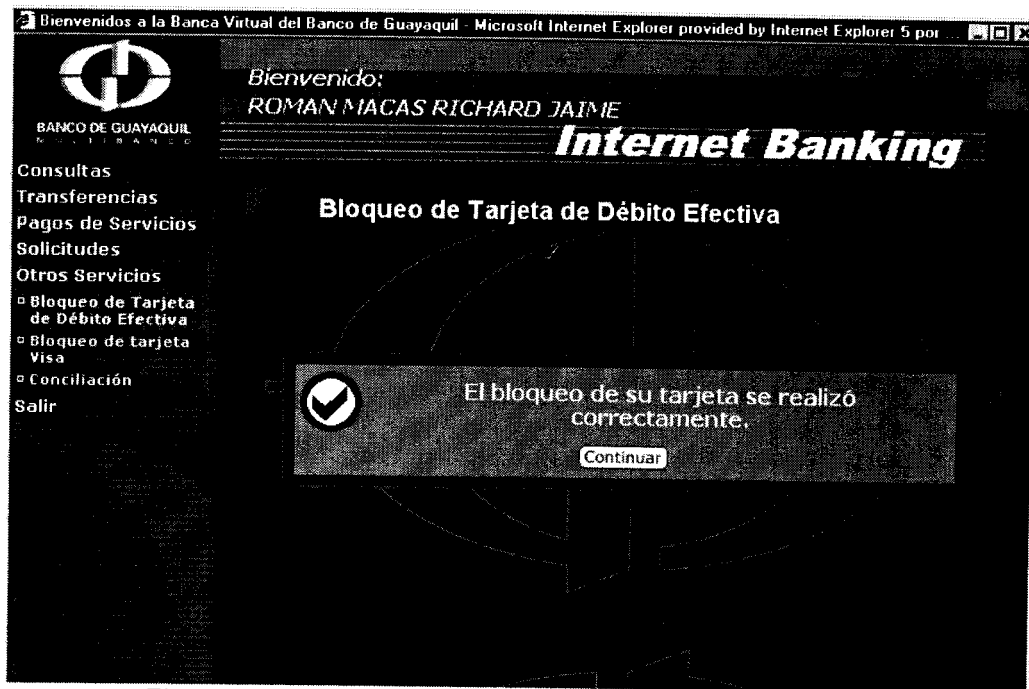 Bienvenidos a la Banca Virtual del Banco de Guayaquil - Microsoft Internet Explorer provided by Internet Explorer 5 por ...
Bienvenido:
ROMAN MACAS RICHARD JAIME
BANCO DE GUAYAQUIL
MULTIBANCO
Internet Banking
Consultas
Transferencias
Pagos de Servicios
Solicitudes
Otros Servicios
Bloqueo de Tarjeta
de Débito Efectiva
Bloqueo de tarjeta
Visa
Conciliación
Salir
Bloqueo de Tarjeta de Débito Efectiva
El bloqueo de su tarjeta se realizó
correctamente.
Continuar